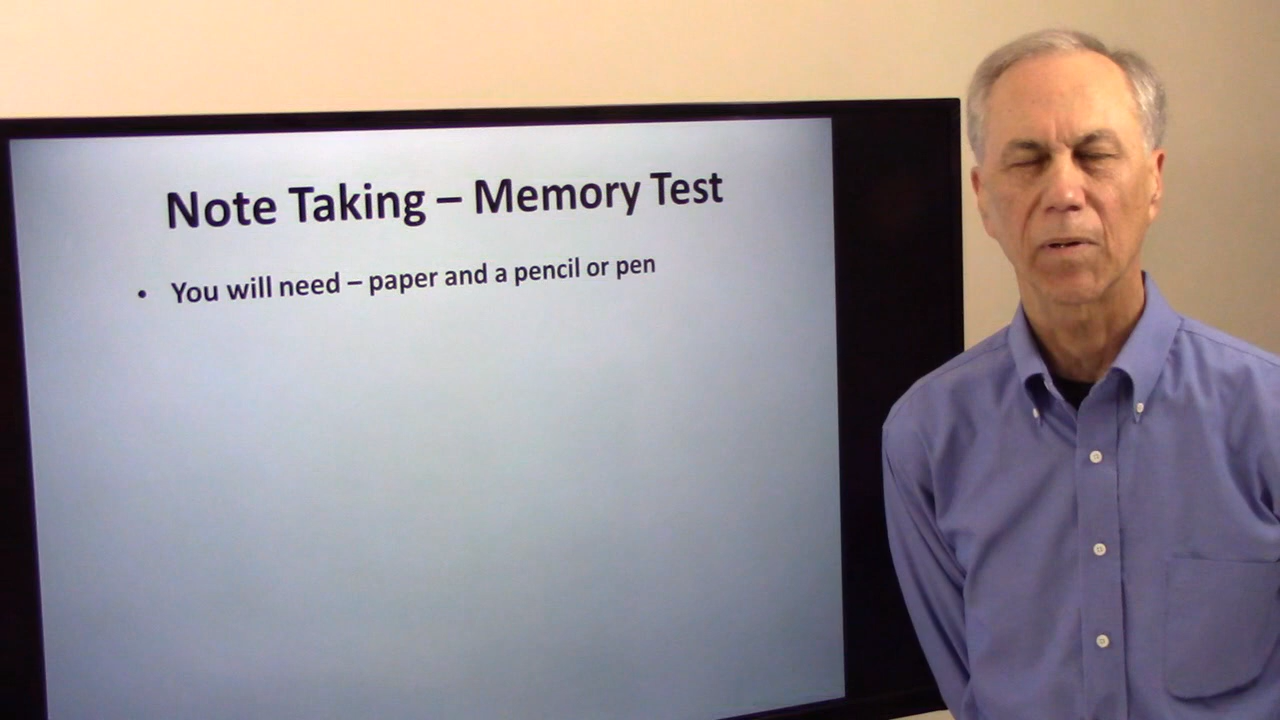 Note Taking – Memory Test
• You will need – paper and a pencil or pen